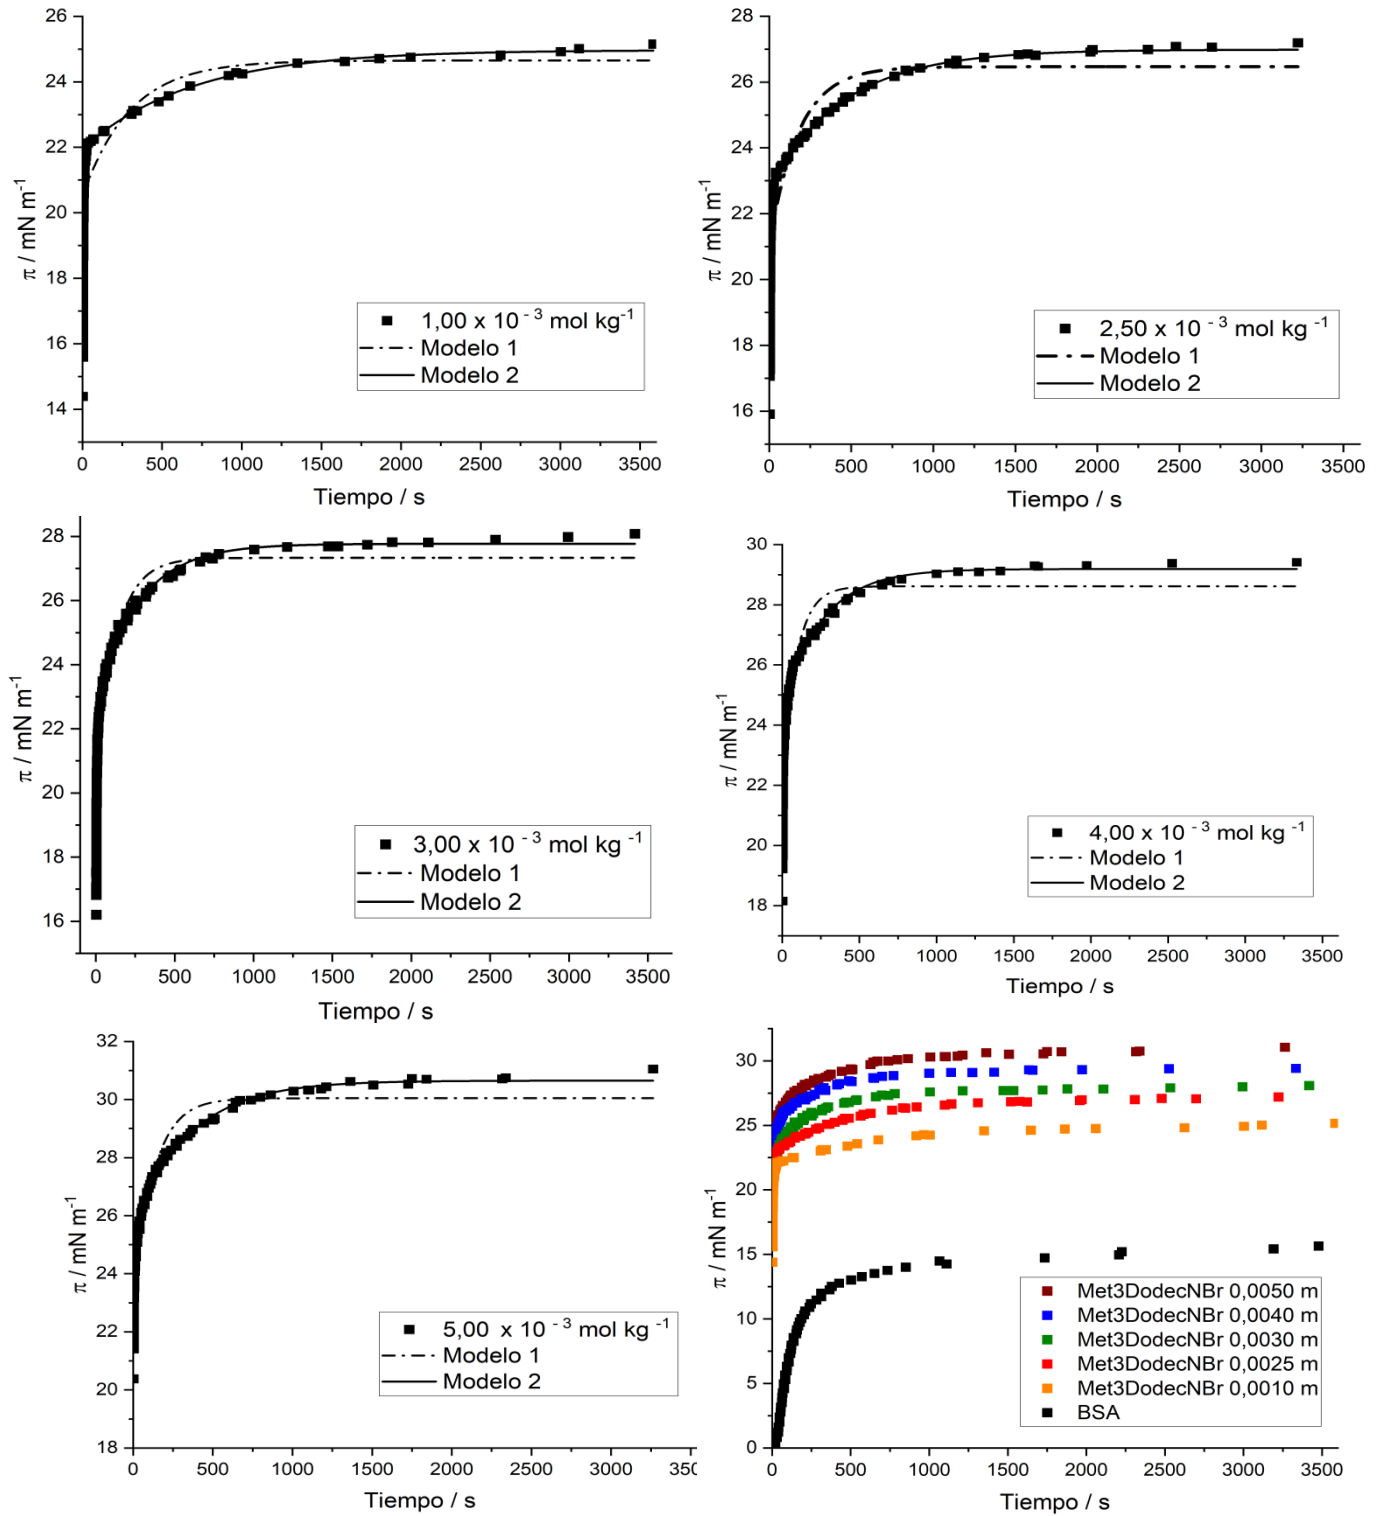 26
24
22
20
18
16
14
π / mN m⁻¹
1,00 x 10 ⁻³ mol kg⁻¹
Modelo 1
Modelo 2
0 500 1000 1500 2000 2500 3000 3500
Tiempo / s
28
26
24
22
20
18
16
π / mN m⁻¹
2,50 x 10 ⁻³ mol kg⁻¹
Modelo 1
Modelo 2
0 500 1000 1500 2000 2500 3000 3500
Tiempo / s
28
26
24
22
20
18
16
π / mN m⁻¹
3,00 x 10 ⁻³ mol kg ⁻¹
Modelo 1
Modelo 2
0 500 1000 1500 2000 2500 3000 3500
Tiempo / s
30
28
26
24
22
20
18
π / mN m⁻¹
4,00 x 10 ⁻³ mol kg⁻¹
Modelo 1
Modelo 2
0 500 1000 1500 2000 2500 3000 3500
Tiempo / s
32
30
28
26
24
22
20
18
π / mN m⁻¹
5,00 x 10 ⁻³ mol kg⁻¹
Modelo 1
Modelo 2
0 500 1000 1500 2000 2500 3000 350
Tiempo / s
30
25
20
15
10
5
0
π / mN m⁻¹
Met3DodecNBr 0,0050 m
Met3DodecNBr 0,0040 m
Met3DodecNBr 0,0030 m
Met3DodecNBr 0,0025 m
Met3DodecNBr 0,0010 m
BSA
0 500 1000 1500 2000 2500 3000 3500
Tiempo / s